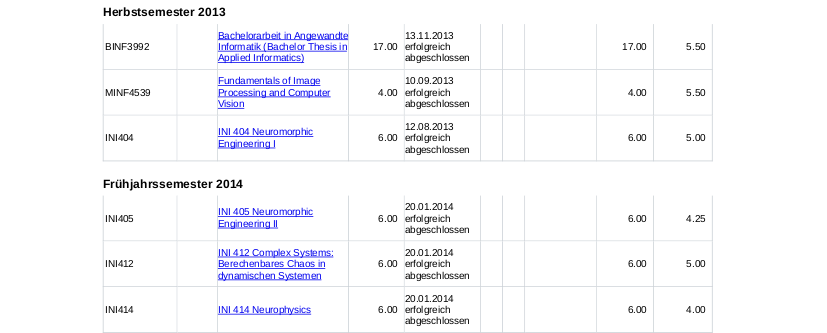 Herbstsemester 2013
BINF3992
Bachelorarbeit in Angewandte
Informatik (Bachelor Thesis in
Applied Informatics)
17.00
13.11.2013
erfolgreich
abgeschlossen
17.00
5.50
MINF4539
Fundamentals of Image
Processing and Computer
Vision
4.00
10.09.2013
erfolgreich
abgeschlossen
4.00
5.50
INI404
INI 404 Neuromorphic
Engineering I
6.00
12.08.2013
erfolgreich
abgeschlossen
6.00
5.00
Frühjahrssemester 2014
INI405
INI 405 Neuromorphic
Engineering II
6.00
20.01.2014
erfolgreich
abgeschlossen
6.00
4.25
INI412
INI 412 Complex Systems:
Berechenbares Chaos in
dynamischen Systemen
6.00
20.01.2014
erfolgreich
abgeschlossen
6.00
5.00
INI414
INI 414 Neurophysics
6.00
20.01.2014
erfolgreich
abgeschlossen
6.00
4.00